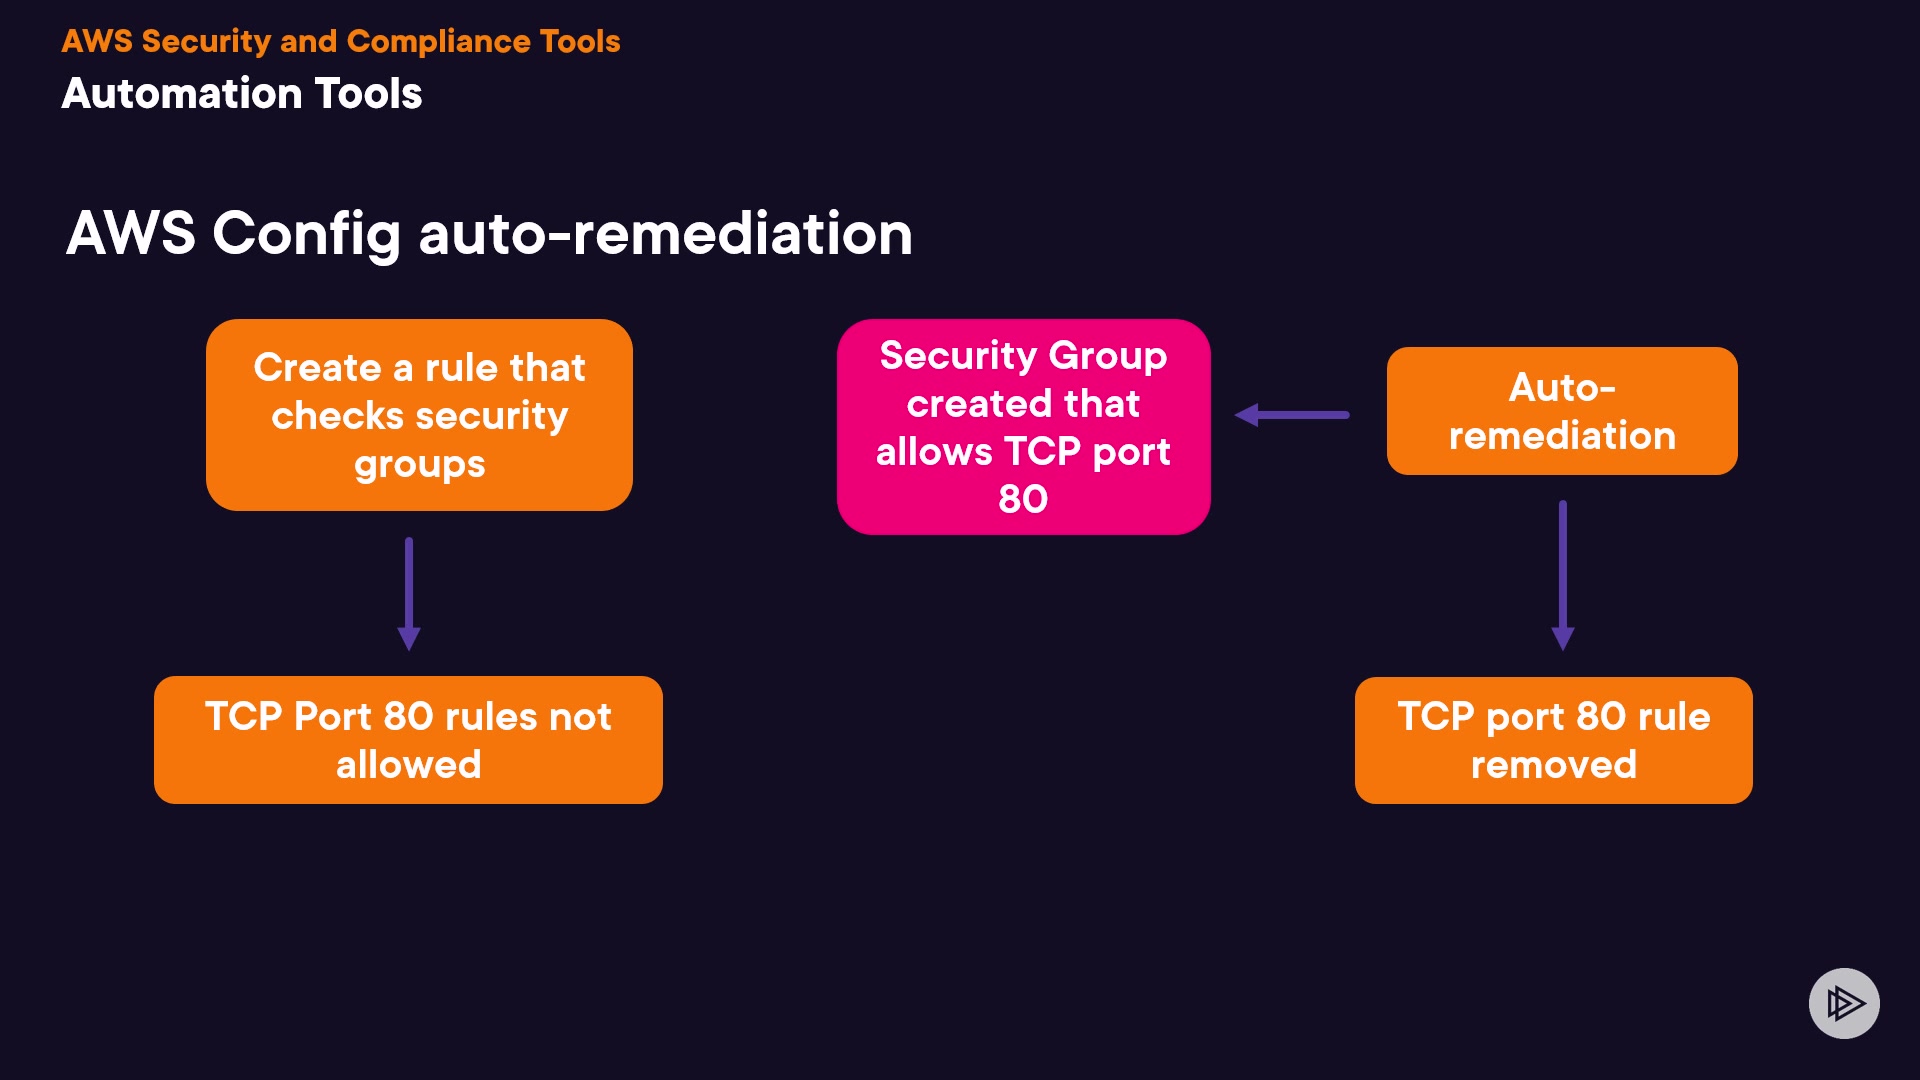 AWS Security and Compliance Tools
Automation Tools
AWS Config auto-remediation
Create a rule that
checks security
groups
TCP Port 80 rules not
allowed
Security Group
created that
allows TCP port
80
Auto-
remediation
TCP port 80 rule
removed